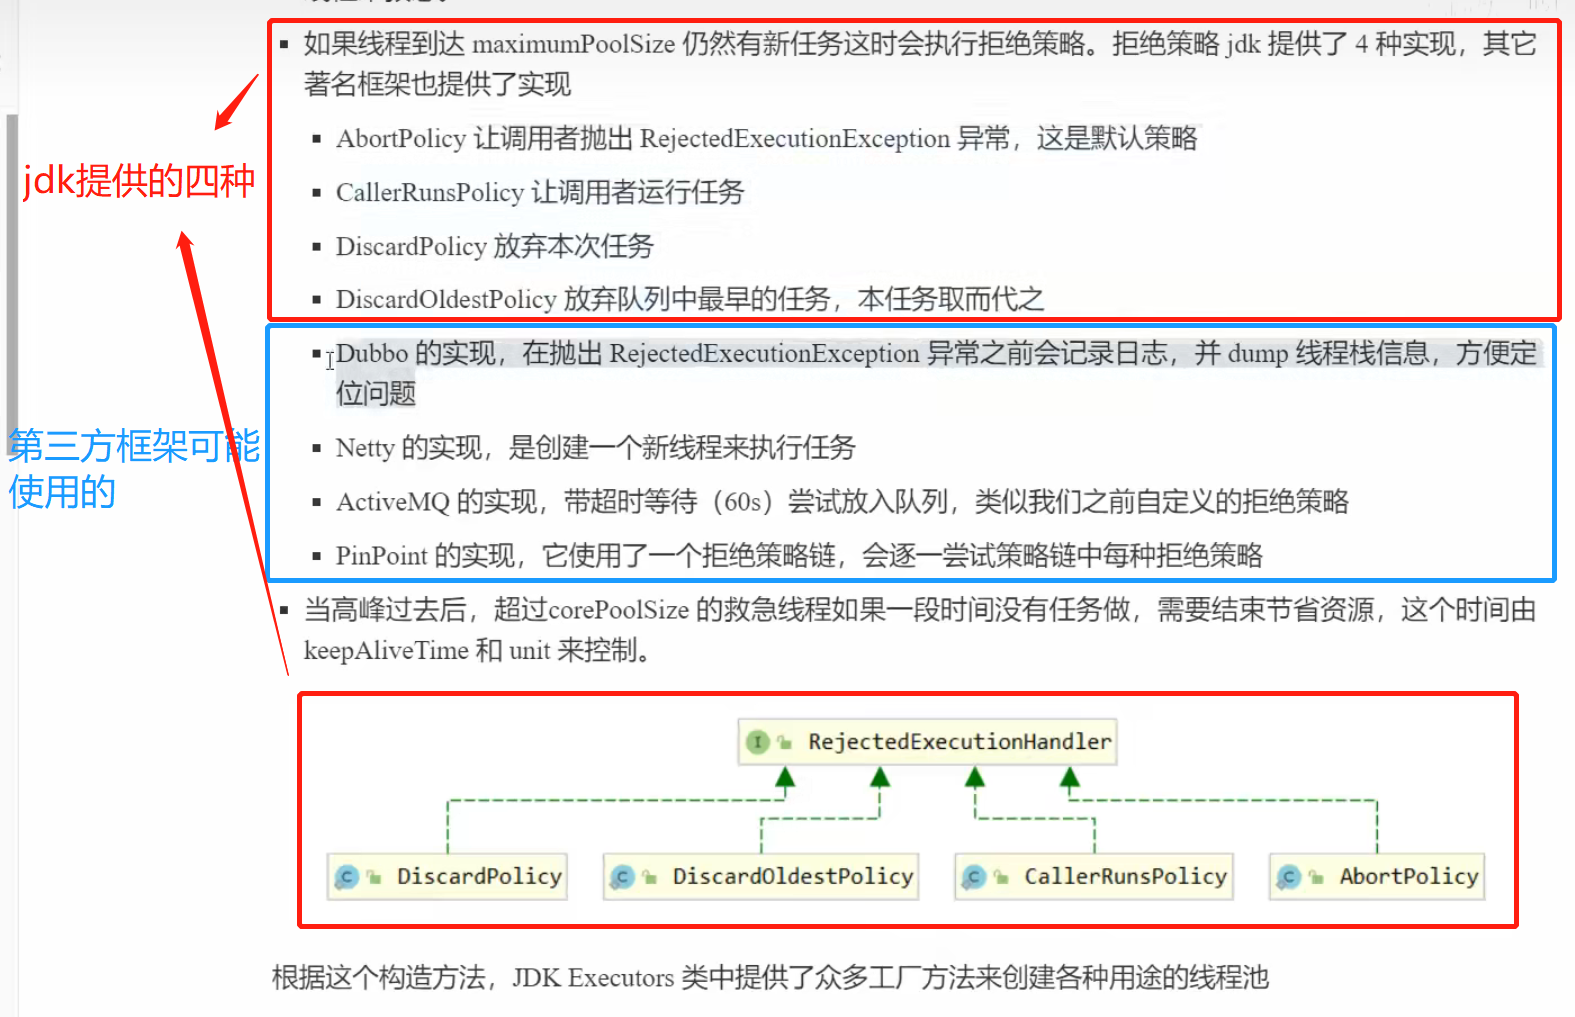 如果线程到达 maximumPoolSize 仍然有新任务这时会执行拒绝策略。拒绝策略 jdk 提供了 4 种实现，其它
著名框架也提供了实现
AbortPolicy 让调用者抛出 RejectedExecutionException 异常，这是默认策略
jdk提供的四种
CallerRunsPolicy 让调用者运行任务
DiscardPolicy 放弃本次任务
DiscardOldestPolicy 放弃队列中最早的任务，本任务取而代之
Dubbo 的实现，在抛出 RejectedExecutionException 异常之前会记录日志，并 dump 线程栈信息，方便定
位问题
第三方框架可能
使用的
Netty 的实现，是创建一个新线程来执行任务
ActiveMQ 的实现，带超时等待（60s）尝试放入队列，类似我们之前自定义的拒绝策略
PinPoint 的实现，它使用了一个拒绝策略链，会逐一尝试策略链中每种拒绝策略
当高峰过去后，超过corePoolSize 的救急线程如果一段时间没有任务做，需要结束节省资源，这个时间由
keepAliveTime 和 unit 来控制。
I RejectedExecutionHandler
C DiscardPolicy
C DiscardOldestPolicy
C CallerRunsPolicy
C AbortPolicy
根据这个构造方法，JDK Executors 类中提供了众多工厂方法来创建各种用途的线程池